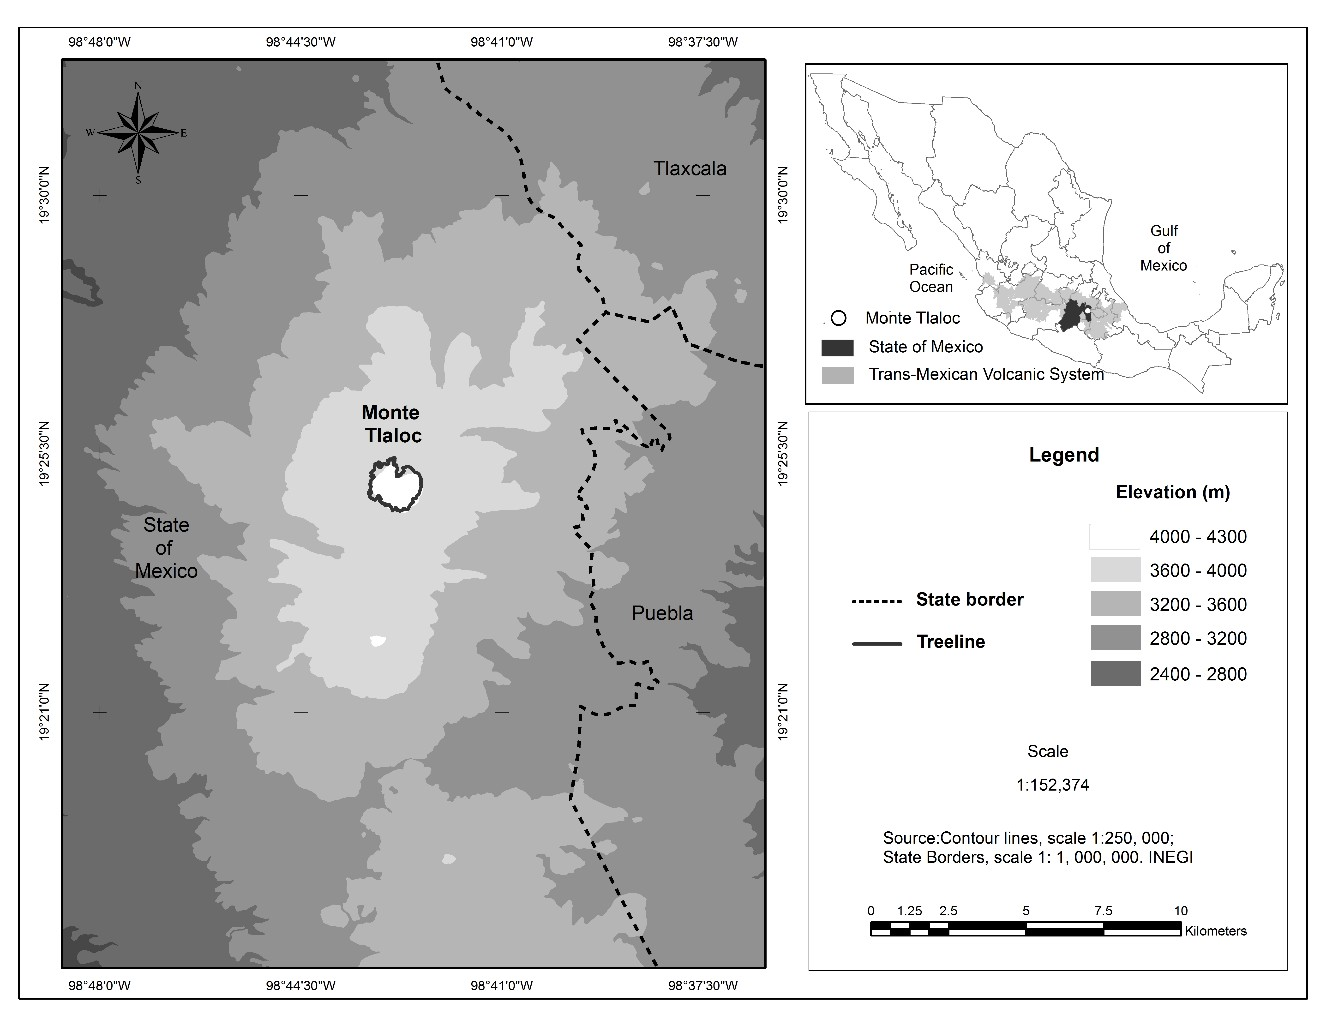 98°48'0"W
98°44'30"W
98°41'0"W
98°37'30"W
N
W
E
S
19°30'0"N
19°25'30"N
19°21'0"N
Tlaxcala
Monte
Tlaloc
State
of
Mexico
Puebla
19°30'0"N
19°25'30"N
19°21'0"N
98°48'0"W
98°44'30"W
98°41'0"W
98°37'30"W
Gulf
of
Mexico
Pacific
Ocean
Monte Tlaloc
State of Mexico
Trans-Mexican Volcanic System
Legend
Elevation (m)
4000 - 4300
3600 - 4000
3200 - 3600
2800 - 3200
2400 - 2800
State border
Treeline
Scale
1:152,374
Source:Contour lines, scale 1:250, 000;
State Borders, scale 1: 1, 000, 000. INEGI
0 1.25 2.5 5 7.5 10
Kilometers